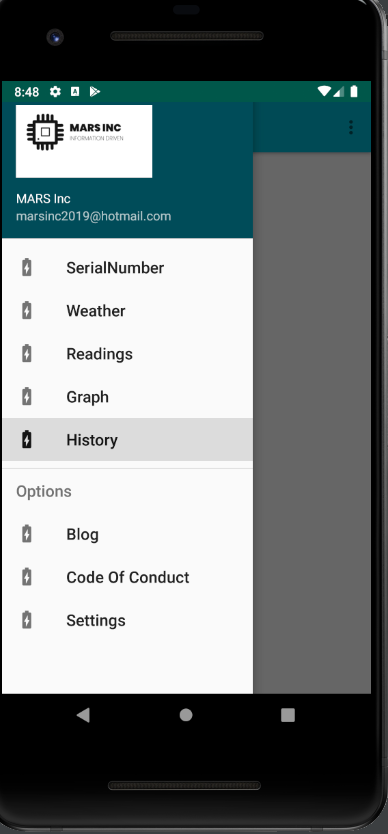 8:48
MARS INC
INFORMATION DRIVEN
MARS Inc
marsinc2019@hotmail.com
SerialNumber
Weather
Readings
Graph
History
Options
Blog
Code Of Conduct
Settings